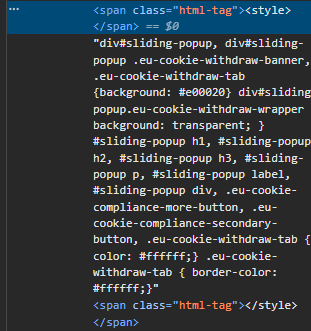 ••• <span class="html-tag"><style>
</span> == $0
"div#sliding-popup, div#sliding-
popup .eu-cookie-withdraw-banner,
.eu-cookie-withdraw-tab
{background: #e00020} div#sliding-
popup.eu-cookie-withdraw-wrapper {
background: transparent; }
#sliding-popup h1, #sliding-popup
h2, #sliding-popup h3, #sliding-
popup p, #sliding-popup label,
#sliding-popup div, .eu-cookie-
compliance-more-button, .eu-
cookie-compliance-secondary-
button, .eu-cookie-withdraw-tab {
color: #ffffff;} .eu-cookie-
withdraw-tab { border-color:
#ffffff;}"
<span class="html-tag"></style>
</span>